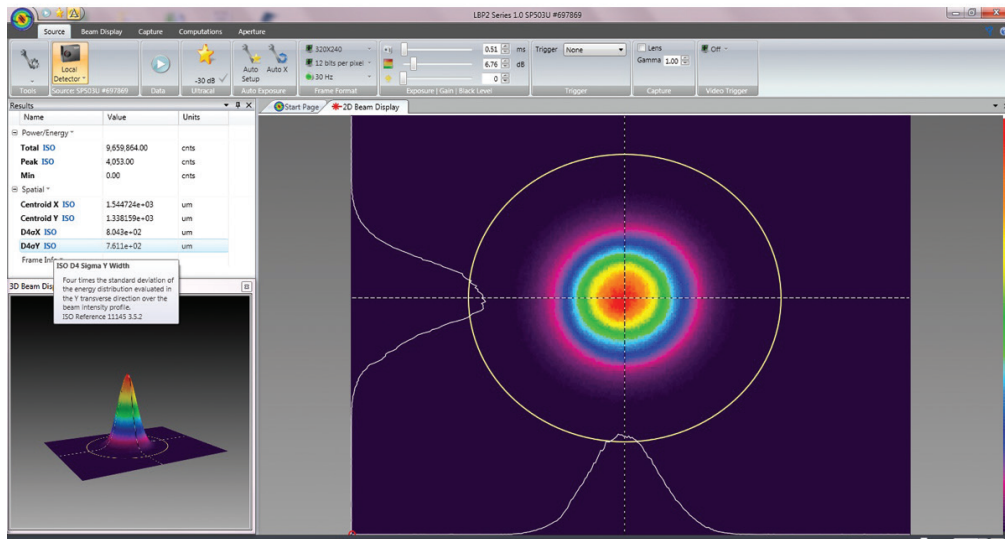 LBP2 Series 1.0 SP503U #697869
Source Beam Display Capture Computations Aperture
320X240
12 bits per pixel
30 Hz
0.51 ms
6.76 dB
0
Trigger None
Lens
Gamma 1.00
Off
Local
Detector
-30 dB
Auto
Setup
Auto X
Tools Source: SP503U #697869 Data Ultracal Auto Exposure Frame Format Exposure | Gain | Black Level Trigger Capture Video Trigger
Results
Start Page 2D Beam Display
Name Value Units
Power/Energy
Total ISO 9,659,864.00 cnts
Peak ISO 4,053.00 cnts
Min 0.00 cnts
Spatial
Centroid X ISO 1.544724e+03 um
Centroid Y ISO 1.338159e+03 um
D4σX ISO 8.043e+02 um
D4σY ISO 7.611e+02 um
Frame Info
ISO D4 Sigma Y Width
Four times the standard deviation of
the energy distribution evaluated in
the Y transverse direction over the
beam intensity profile.
ISO Reference 11145 3.5.2
3D Beam Dis